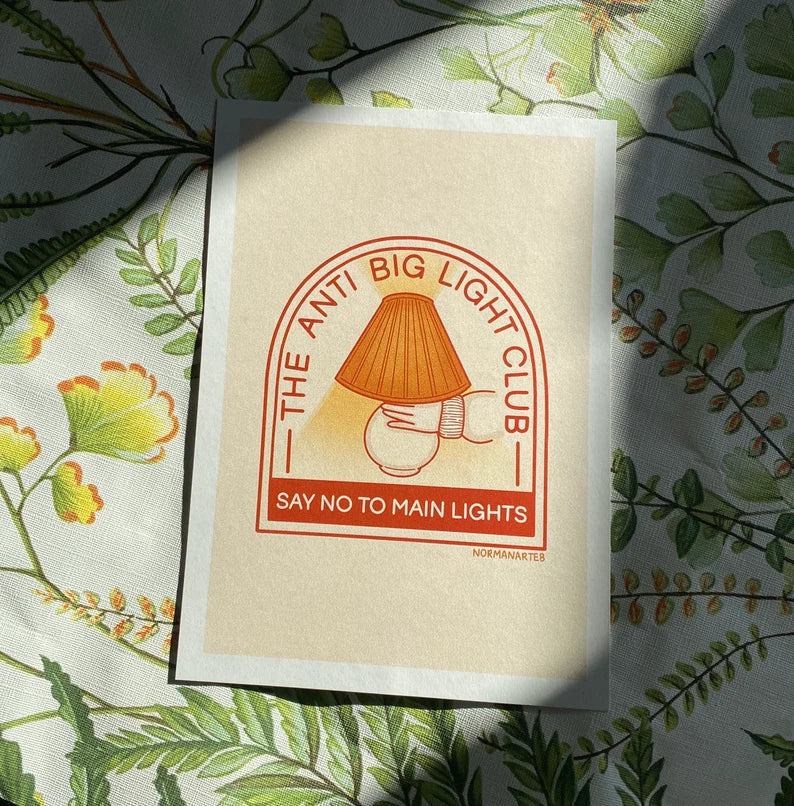 THE ANTI BIG LIGHT CLUB
SAY NO TO MAIN LIGHTS
NORMANARTEB